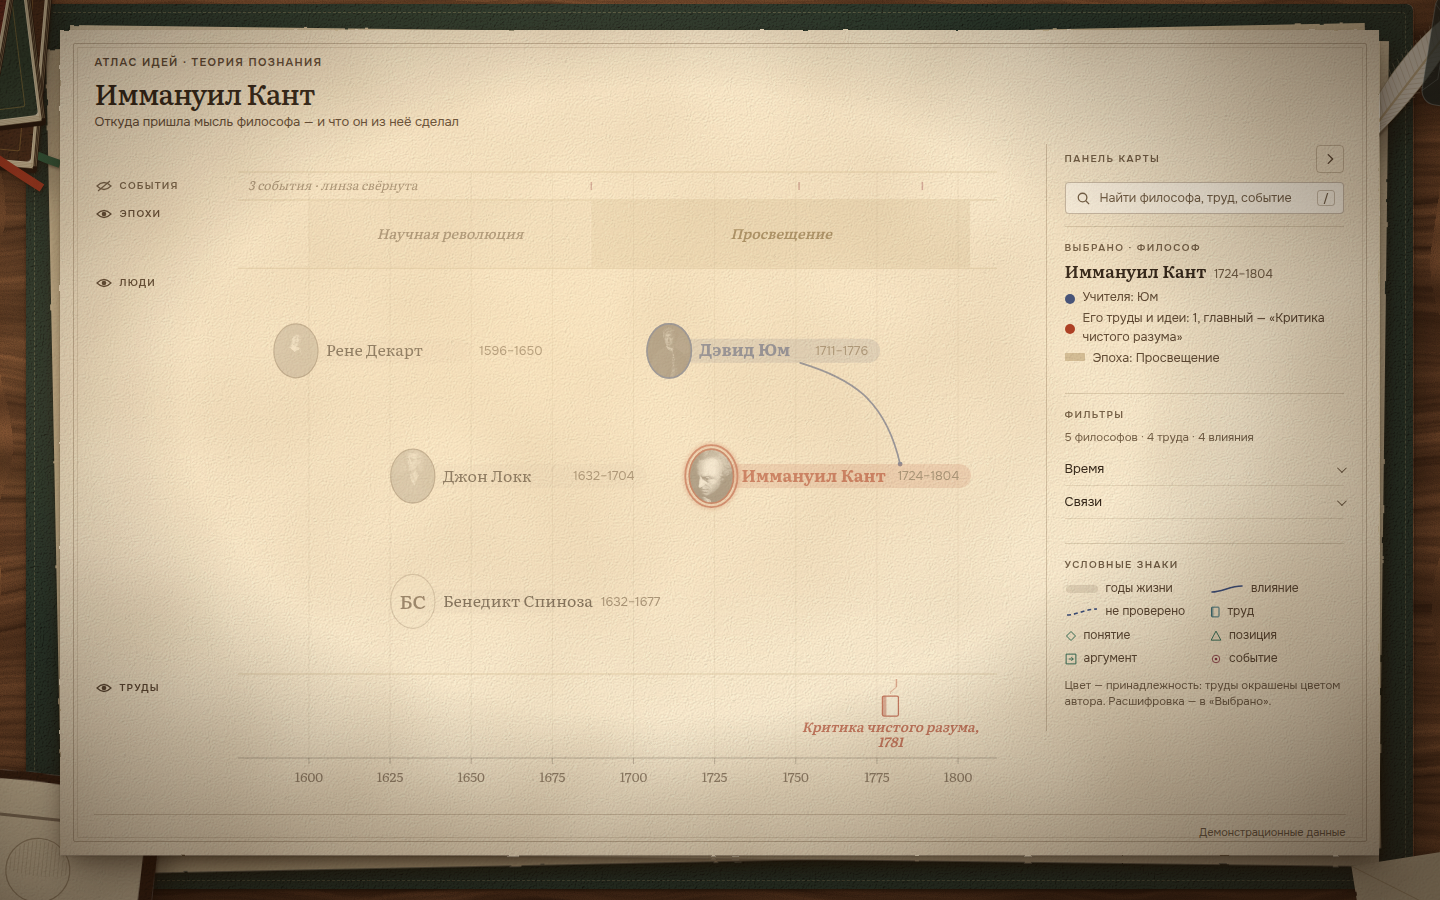 АТЛАС ИДЕЙ · ТЕОРИЯ ПОЗНАНИЯ
Иммануил Кант
Откуда пришла мысль философа — и что он из неё сделал
СОБЫТИЯ
3 события · линза свёрнута
ЭПОХИ
Научная революция
Просвещение
ЛЮДИ
Рене Декарт 1596–1650
Дэвид Юм 1711–1776
Джон Локк 1632–1704
Иммануил Кант 1724–1804
БС Бенедикт Спиноза 1632–1677
ТРУДЫ
Критика чистого разума,
1781
1600 1625 1650 1675 1700 1725 1750 1775 1800
ПАНЕЛЬ КАРТЫ
Найти философа, труд, событие /
ВЫБРАНО · ФИЛОСОФ
Иммануил Кант 1724–1804
Учителя: Юм
Его труды и идеи: 1, главный — «Критика
чистого разума»
Эпоха: Просвещение
ФИЛЬТРЫ
5 философов · 4 труда · 4 влияния
Время
Связи
УСЛОВНЫЕ ЗНАКИ
годы жизни влияние
не проверено труд
понятие позиция
аргумент событие
Цвет — принадлежность: труды окрашены цветом
автора. Расшифровка — в «Выбрано».
Демонстрационные данные